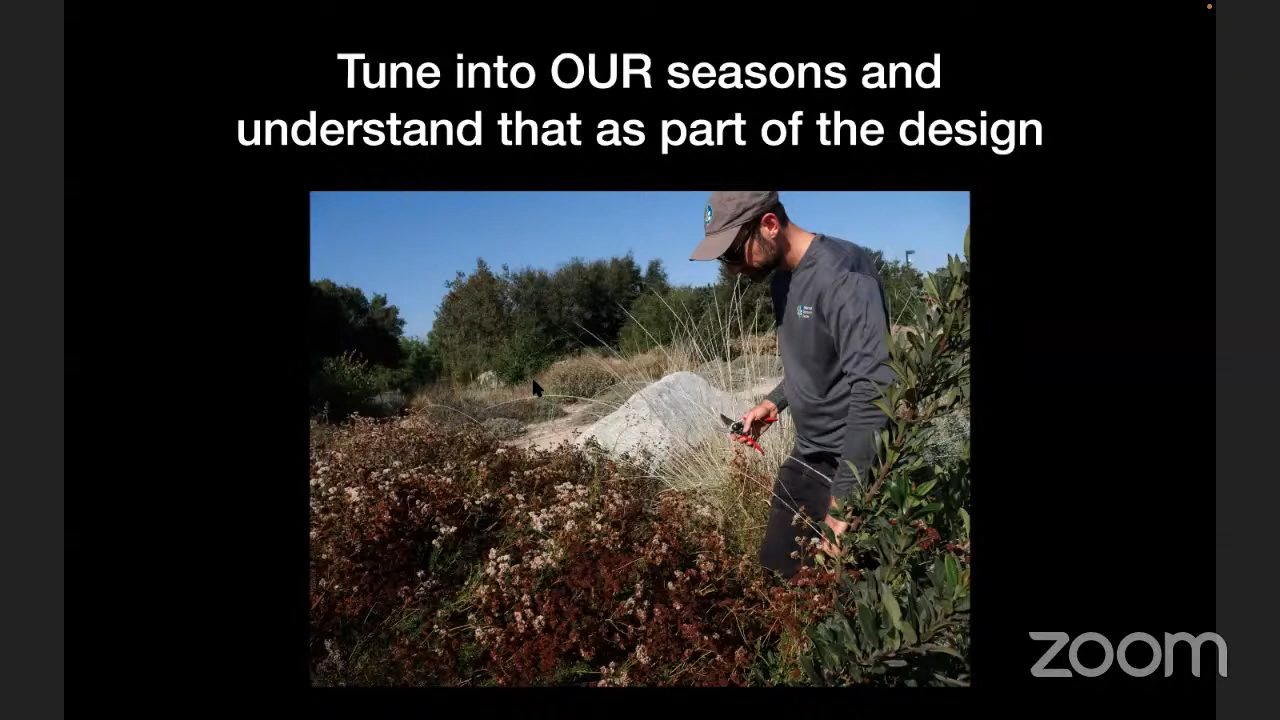 Tune into OUR seasons and
understand that as part of the design
zoom